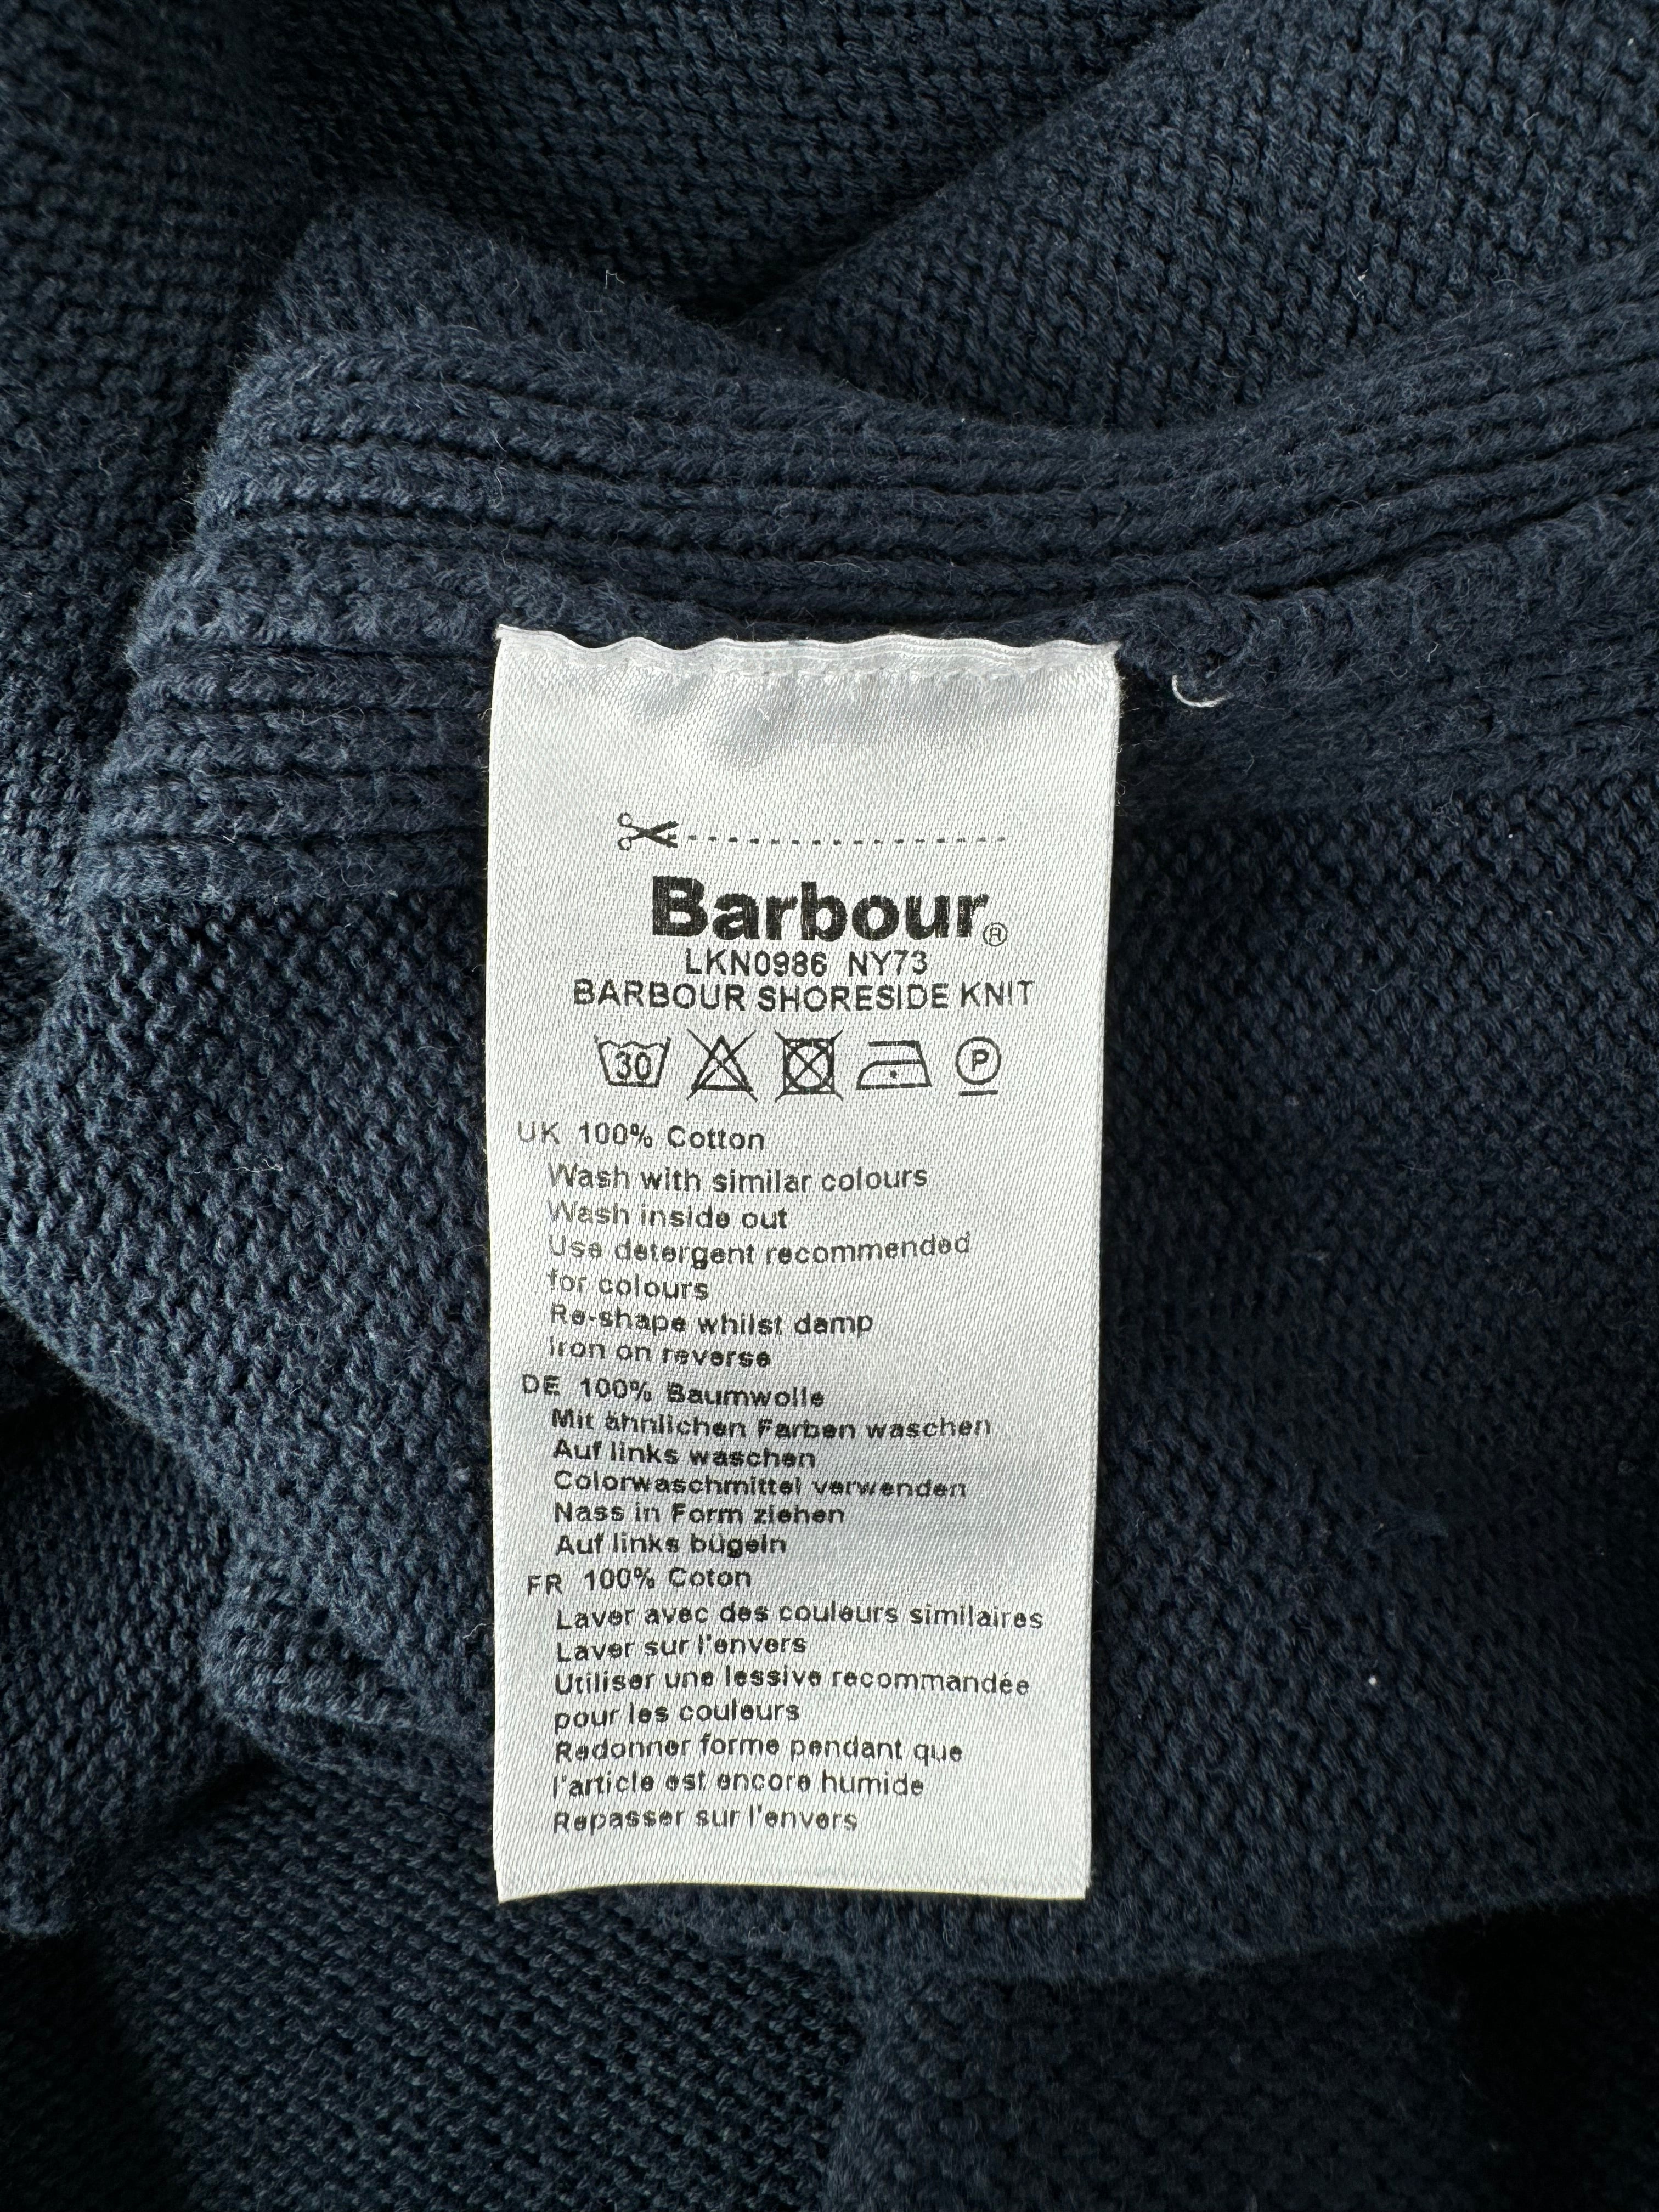 Barbour®
LKN0986 NY73
BARBOUR SHORESIDE KNIT
30 P
UK 100% Cotton
Wash with similar colours
Wash inside out
Use detergent recommended
for colours
Re-shape whilst damp
Iron on reverse
DE 100% Baumwolle
Mit ähnlichen Farben waschen
Auf links waschen
Colorwaschmittel verwenden
Nass in Form ziehen
Auf links bügeln
FR 100% Coton
Laver avec des couleurs similaires
Laver sur l'envers
Utiliser une lessive recommandée
pour les couleurs
Redonner forme pendant que
l'article est encore humide
Repasser sur l'envers